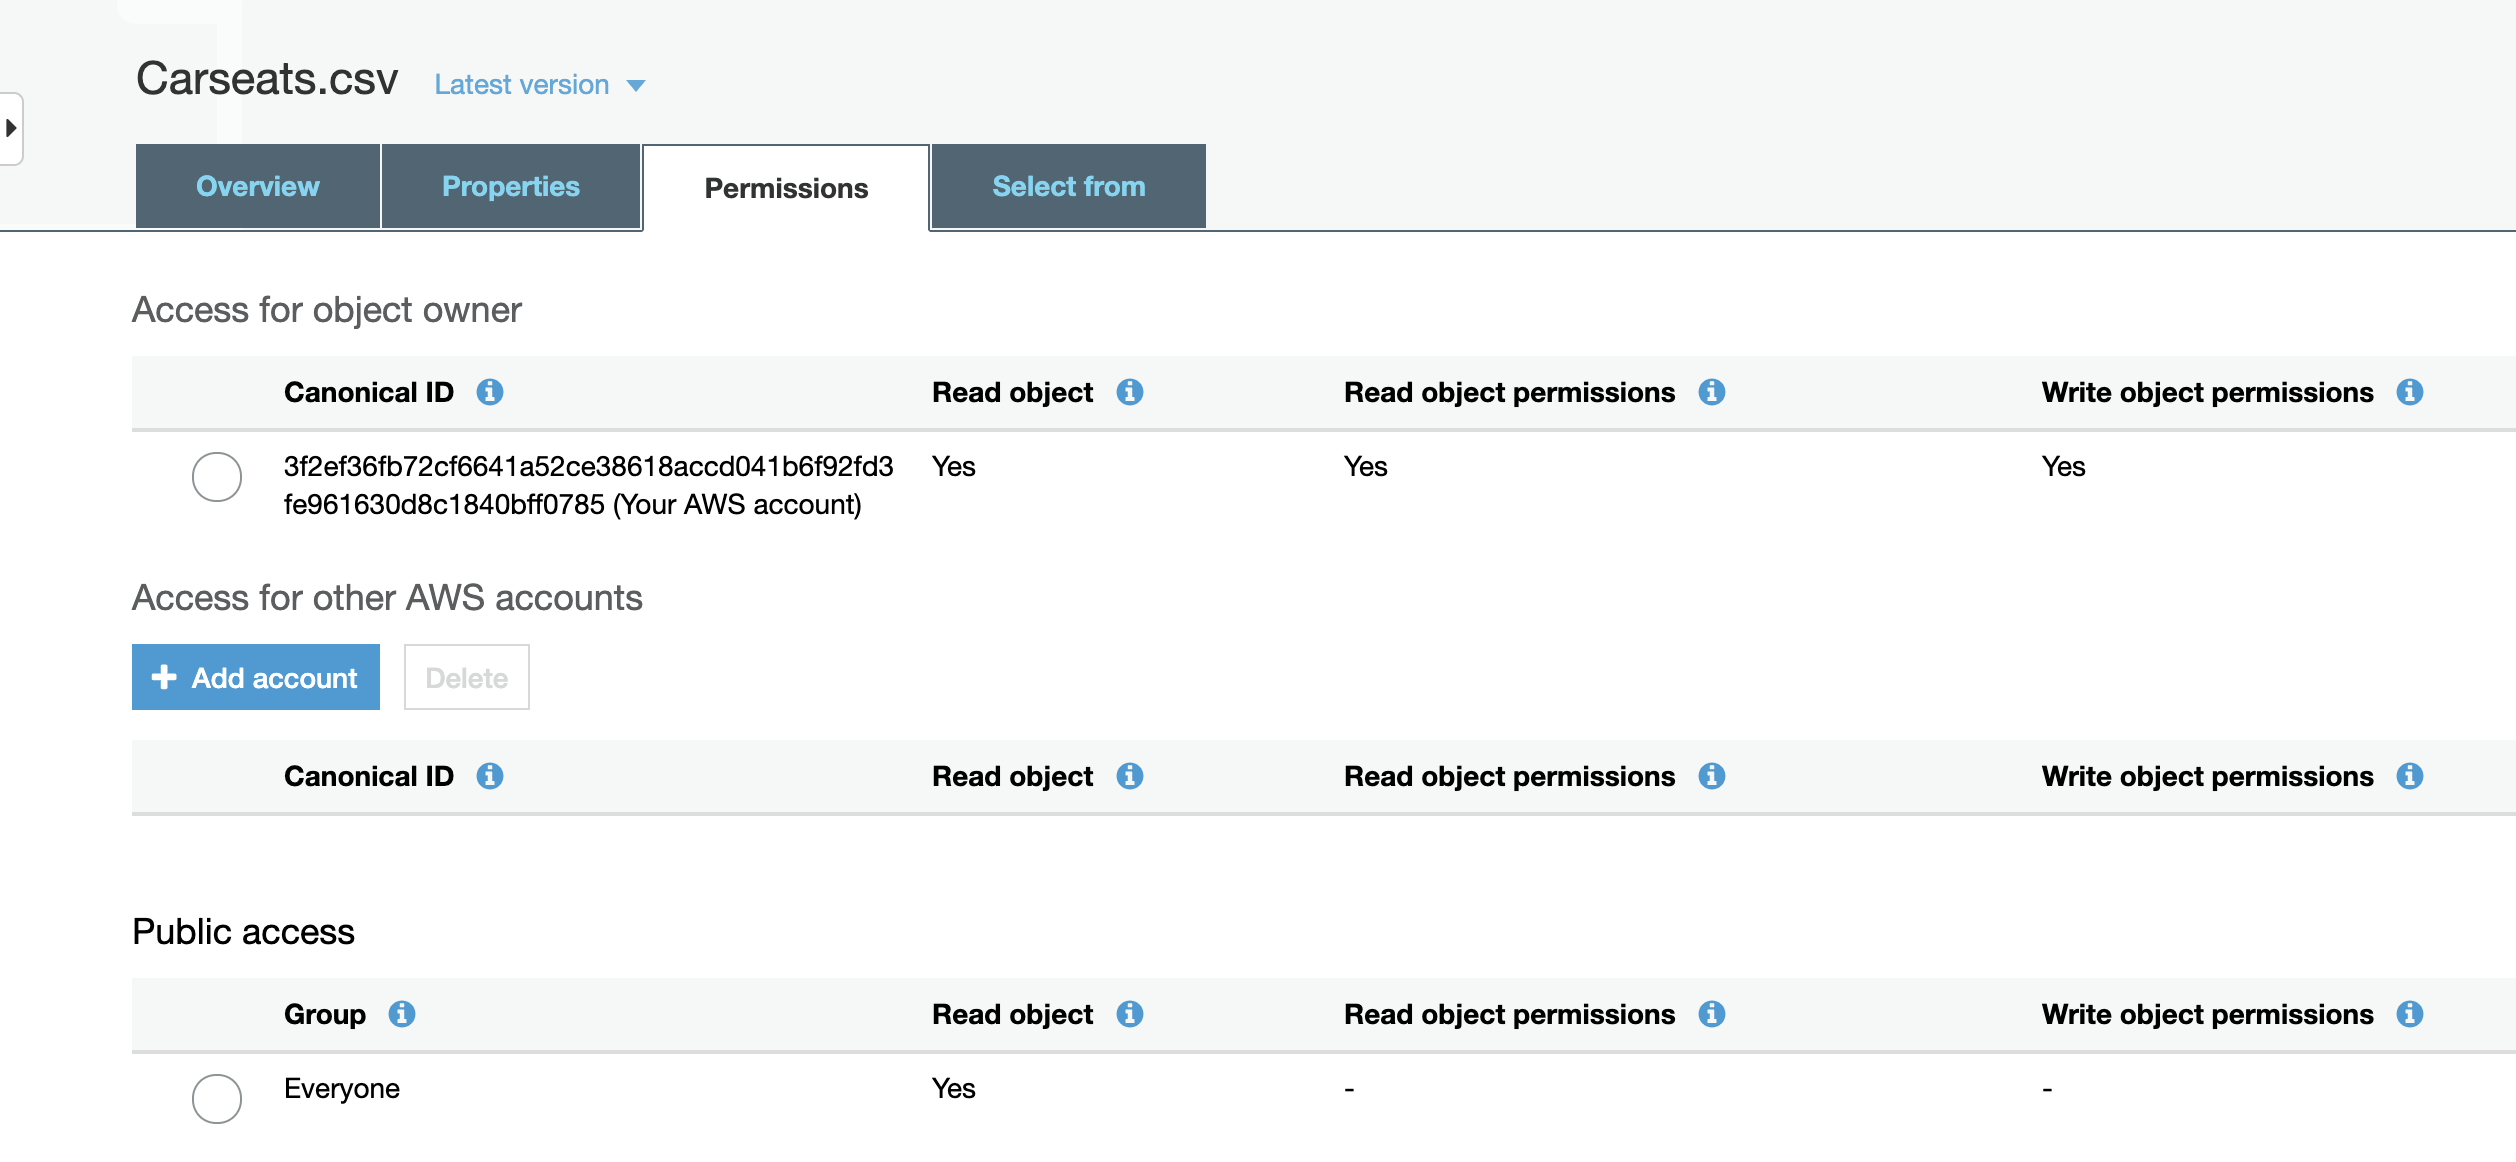 Carseats.csv Latest version
Overview Properties Permissions Select from
Access for object owner
Canonical ID Read object Read object permissions Write object permissions
3f2ef36fb72cf6641a52ce38618accd041b6f92fd3 Yes Yes Yes
fe961630d8c1840bff0785 (Your AWS account)
Access for other AWS accounts
Add account Delete
Canonical ID Read object Read object permissions Write object permissions
Public access
Group Read object Read object permissions Write object permissions
Everyone Yes - -